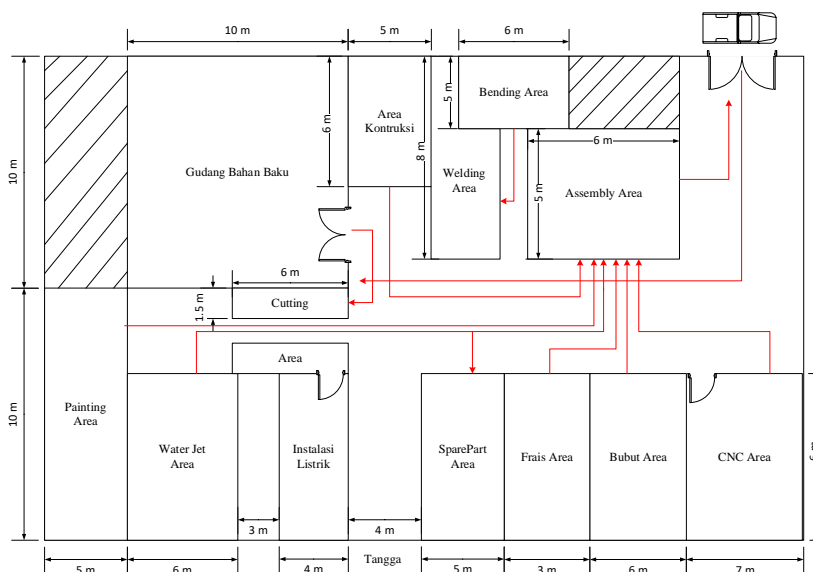 10 m
5 m
6 m
10 m
Gudang Bahan Baku
6 m
Area
Kontruksi
8 m
5 m
Bending Area
Welding
Area
6 m
5 m
Assembly Area
6 m
1.5 m
Cutting
Area
10 m
Painting
Area
Water Jet
Area
Instalasi
Listrik
SparePart
Area
Frais Area
Bubut Area
CNC Area
3 m
4 m
Tangga
5 m
6 m
4 m
5 m
3 m
6 m
7 m